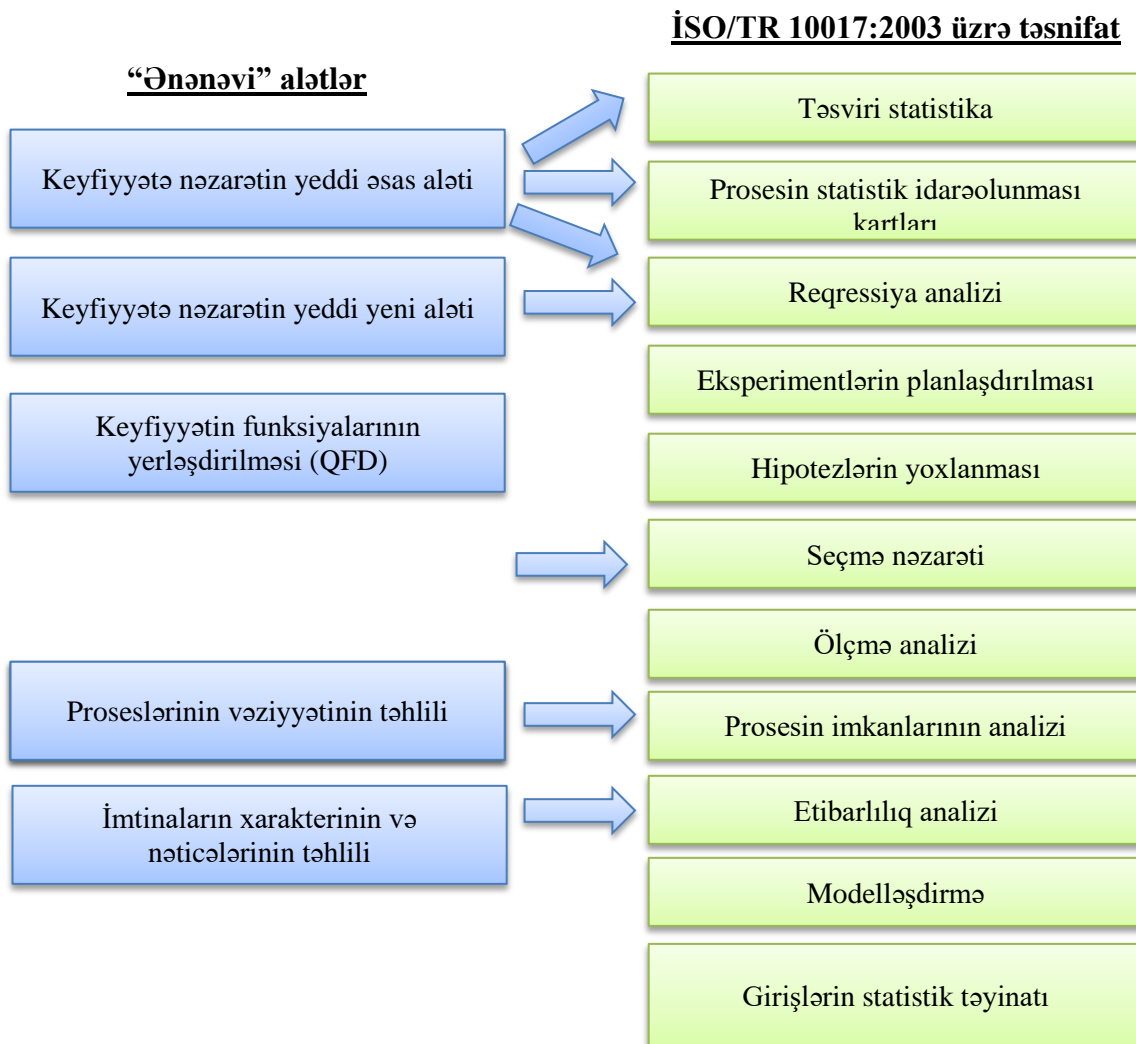 İSO/TR 10017:2003 üzrə təsnifat
“Ənənəvi” alətlər
Keyfiyyətə nəzarətin yeddi əsas aləti
Keyfiyyətə nəzarətin yeddi yeni aləti
Keyfiyyətin funksiyalarının
yerləşdirilməsi (QFD)
Proseslərinin vəziyyətinin təhlili
İmtinaların xarakterinin və
nəticələrinin təhlili
Təsviri statistika
Prosesin statistik idarəolunması
kartları
Reqressiya analizi
Eksperimentlərin planlaşdırılması
Hipotezlərin yoxlanması
Seçmə nəzarəti
Ölçmə analizi
Prosesin imkanlarının analizi
Etibarlılıq analizi
Modelləşdirmə
Girişlərin statistik təyinatı